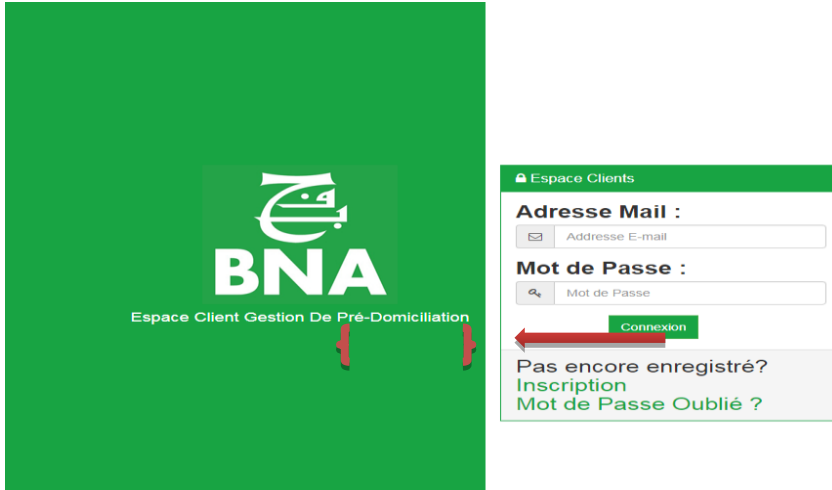 BNA
Espace Client Gestion De Pré-Domiciliation
Espace Clients
Adresse Mail :
Addresse E-mail
Mot de Passe :
Mot de Passe
Connexion
Pas encore enregistré?
Inscription
Mot de Passe Oublié ?